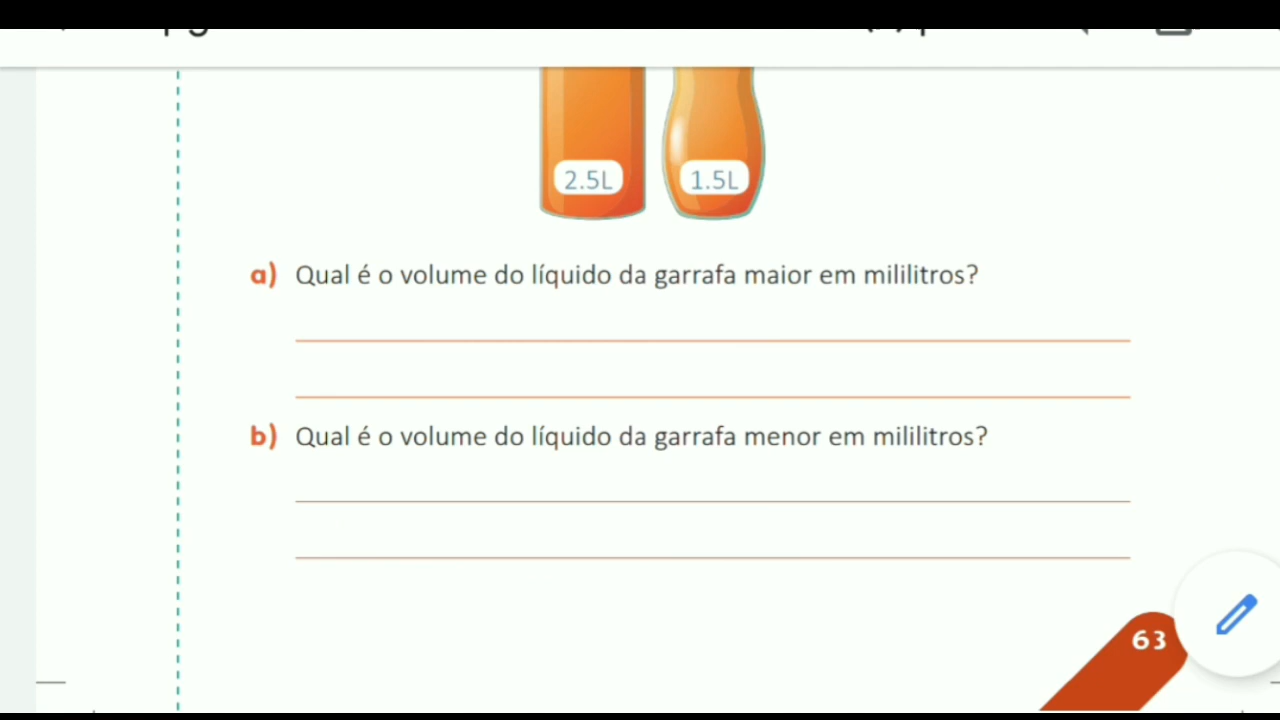 2.5L 1.5L
a) Qual é o volume do líquido da garrafa maior em mililitros?
b) Qual é o volume do líquido da garrafa menor em mililitros?
63